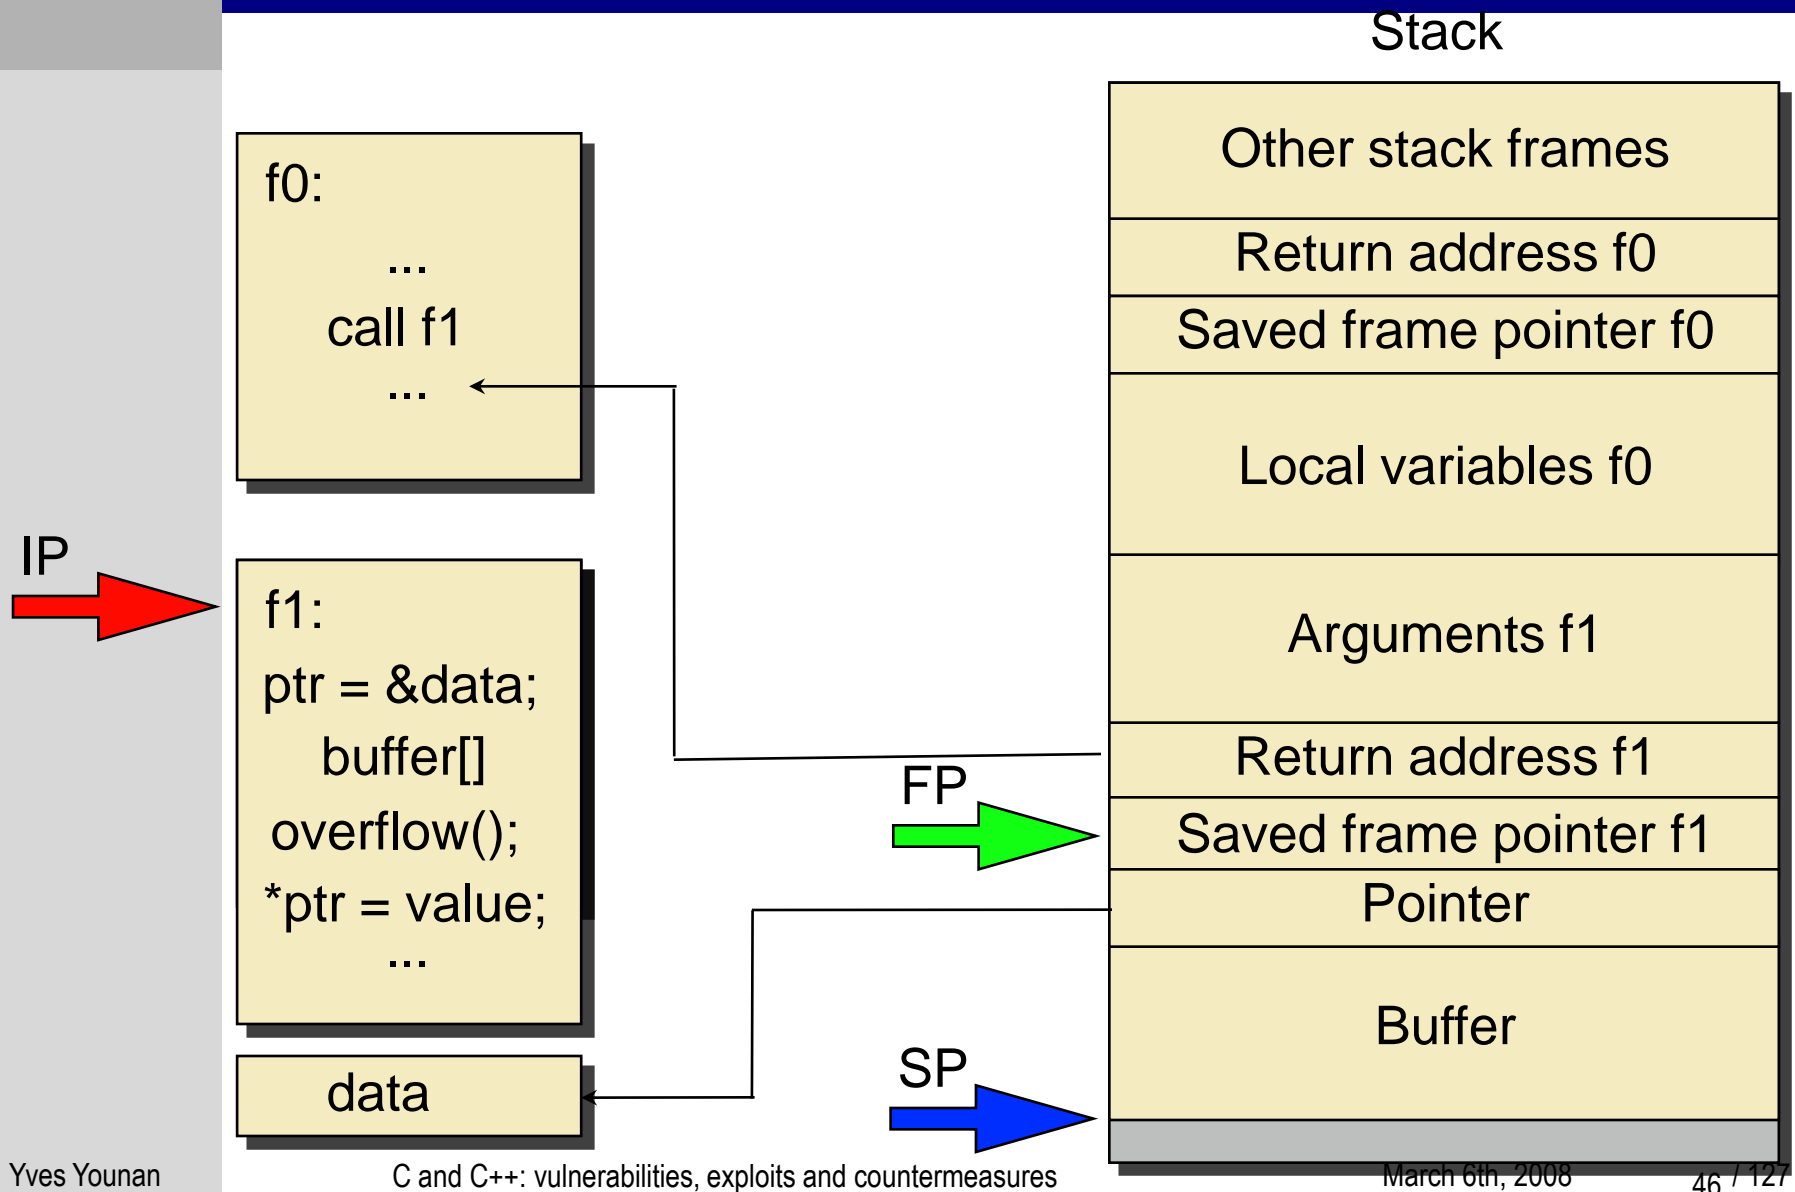 Stack
f0:
...
call f1
...
IP
f1:
ptr = &data;
buffer[]
overflow();
*ptr = value;
...
data
FP
SP
Other stack frames
Return address f0
Saved frame pointer f0
Local variables f0
Arguments f1
Return address f1
Saved frame pointer f1
Pointer
Buffer
Yves Younan
C and C++: vulnerabilities, exploits and countermeasures
March 6th, 2008
46 / 127